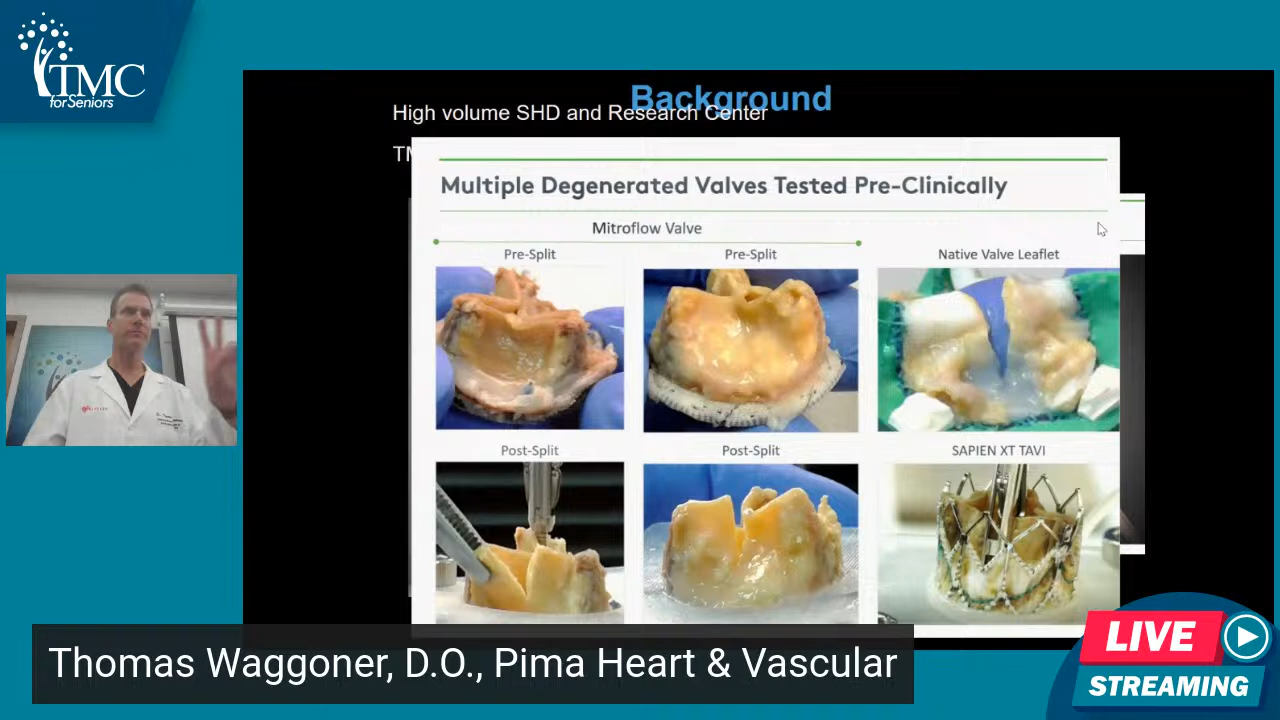 TMC
for Seniors
Background
High volume SHD and Research Center
TM
Multiple Degenerated Valves Tested Pre-Clinically
Mitroflow Valve
Pre-Split
Pre-Split
Native Valve Leaflet
Post-Split
Post-Split
SAPIEN XT TAVI
Thomas Waggoner, D.O., Pima Heart & Vascular
LIVE
STREAMING